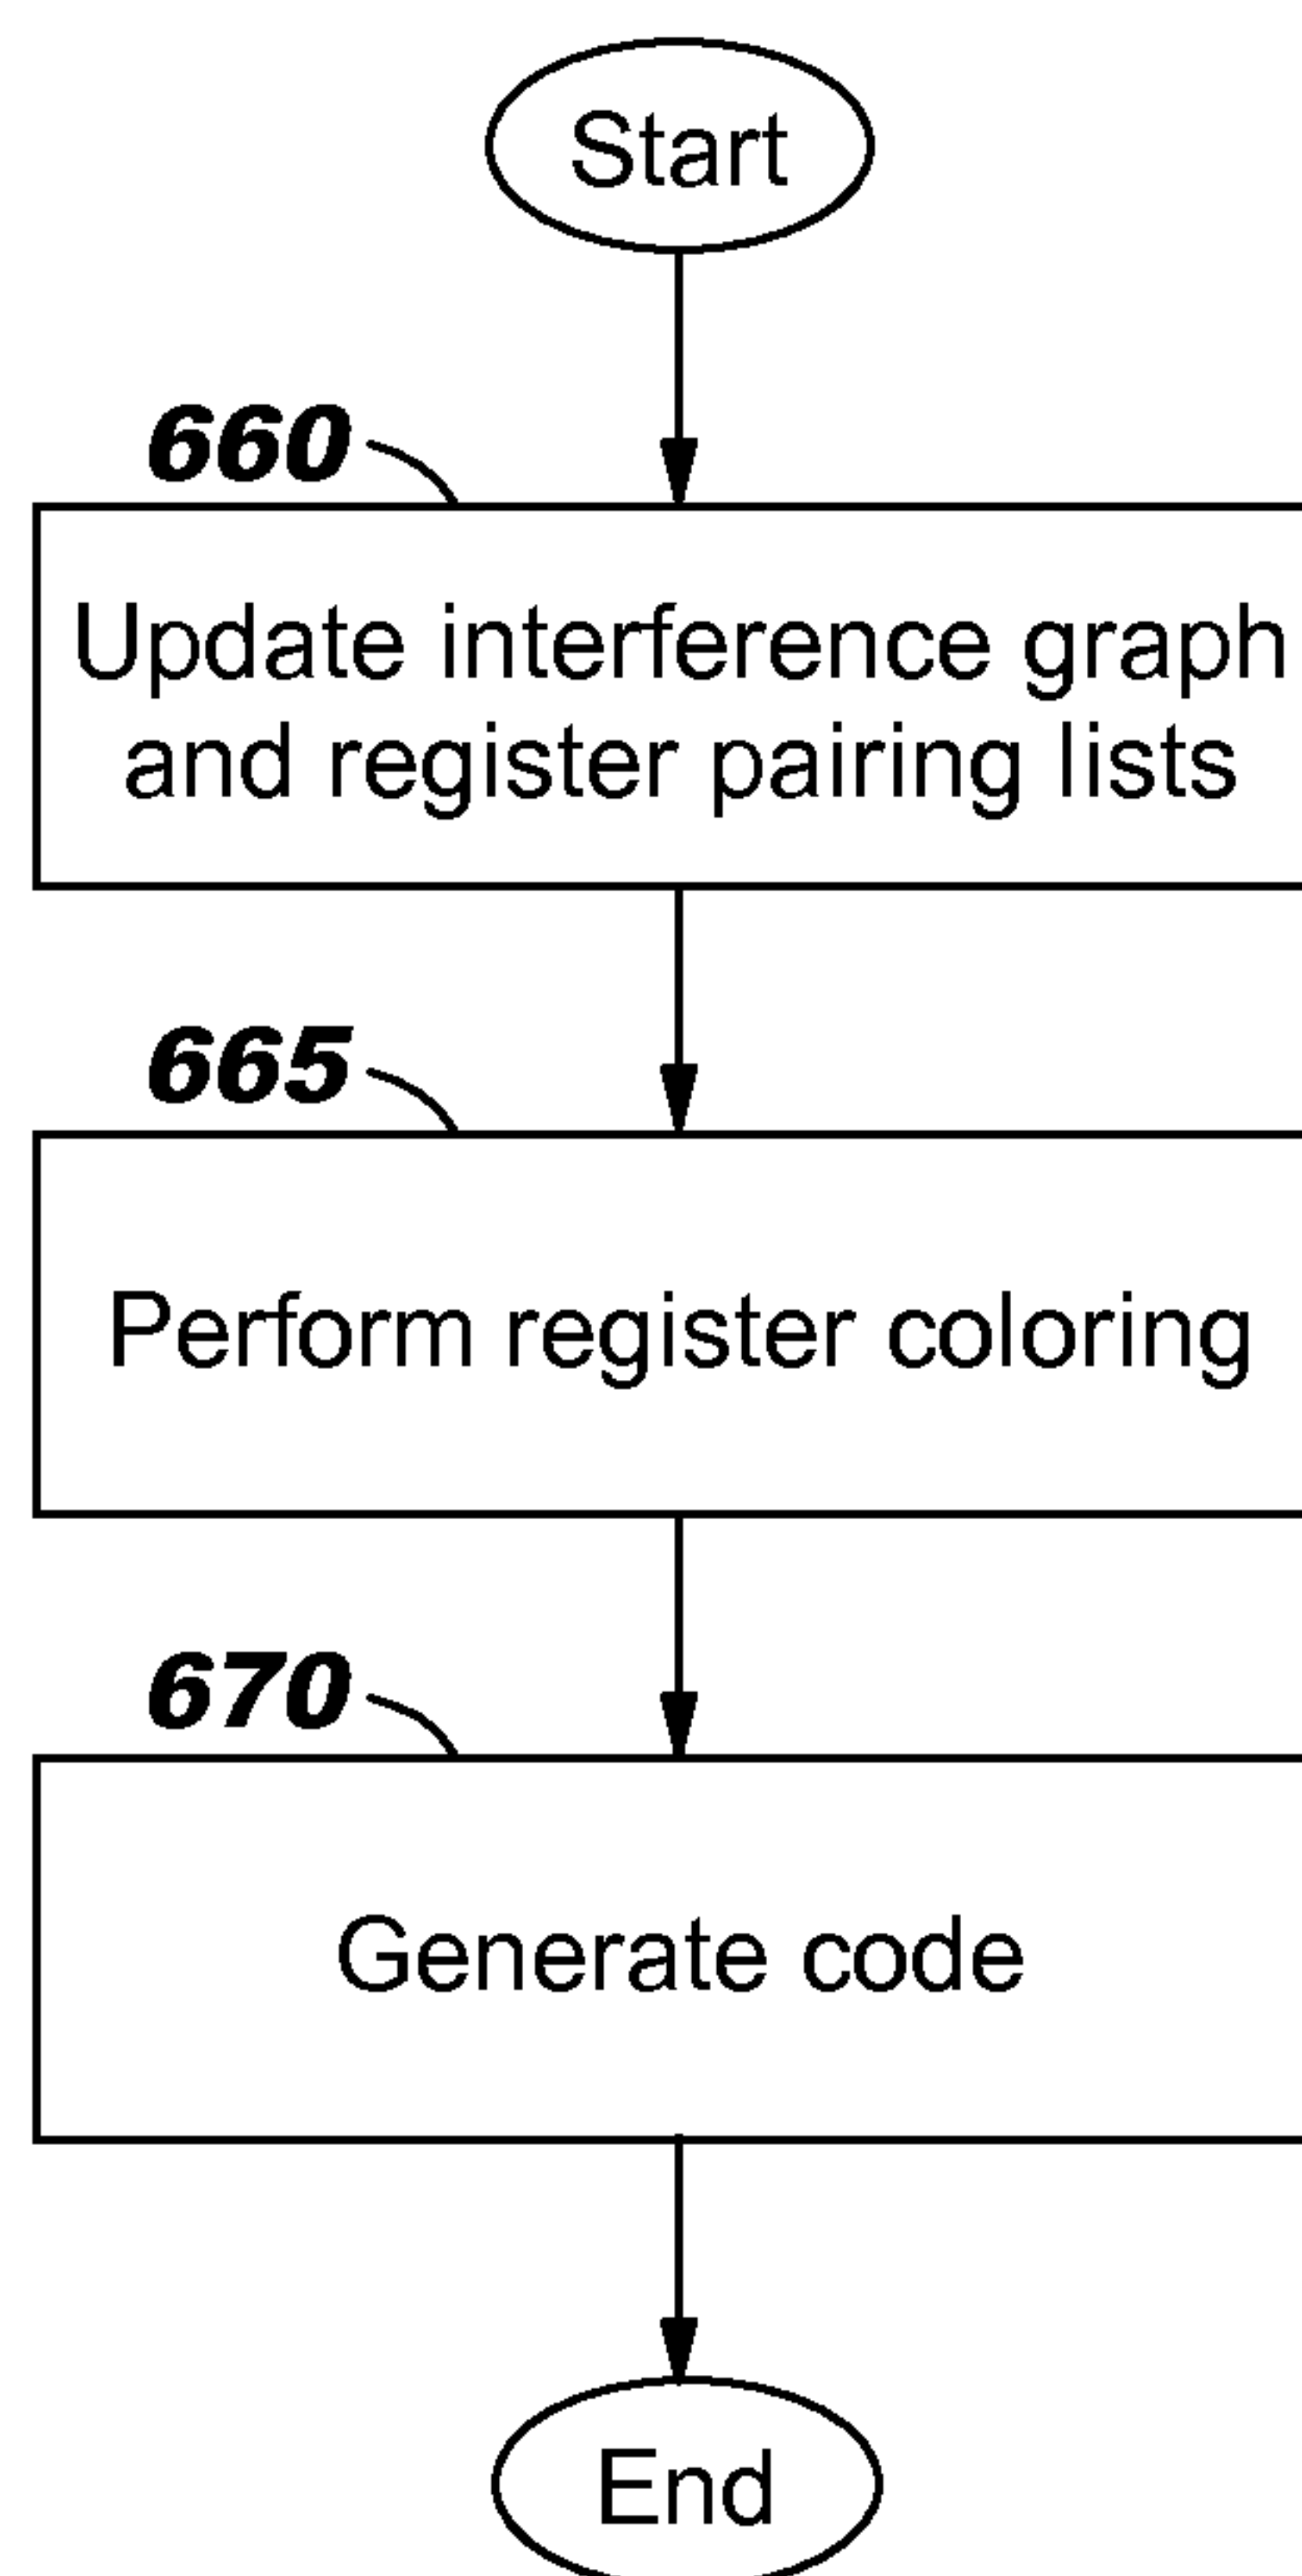 Start
660
Update interference graph
and register pairing lists
665
Perform register coloring
670
Generate code
End